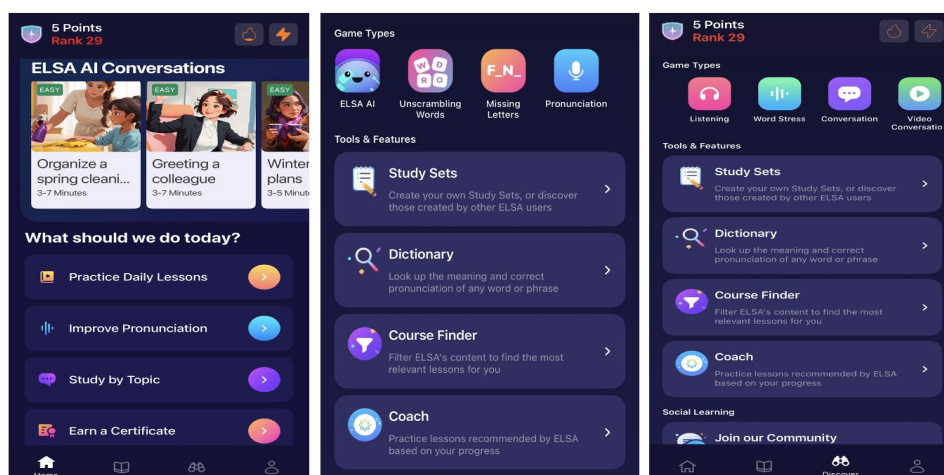 5 Points
Rank 29
ELSA AI Conversations
EASY
EASY
EASY
Organize a
spring cleani...
3-7 Minutes
Greeting a
colleague
3-7 Minutes
Winter
plans
3-5 Minut
What should we do today?
Practice Daily Lessons
Improve Pronunciation
Study by Topic
Earn a Certificate
Home
Game Types
W O
R D
F_N_
ELSA AI
Unscrambling
Words
Missing
Letters
Pronunciation
Tools & Features
Study Sets
Create your own Study Sets, or discover
those created by other ELSA users
Dictionary
Look up the meaning and correct
pronunciation of any word or phrase
Course Finder
Filter ELSA's content to find the most
relevant lessons for you
Coach
Practice lessons recommended by ELSA
based on your progress
5 Points
Rank 29
Game Types
Listening
Word Stress
Conversation
Video
Conversatio
Tools & Features
Study Sets
Create your own Study Sets, or discover
those created by other ELSA users
Dictionary
Look up the meaning and correct
pronunciation of any word or phrase
Course Finder
Filter ELSA's content to find the most
relevant lessons for you
Coach
Practice lessons recommended by ELSA
based on your progress
Social Learning
Join our Community
Discover